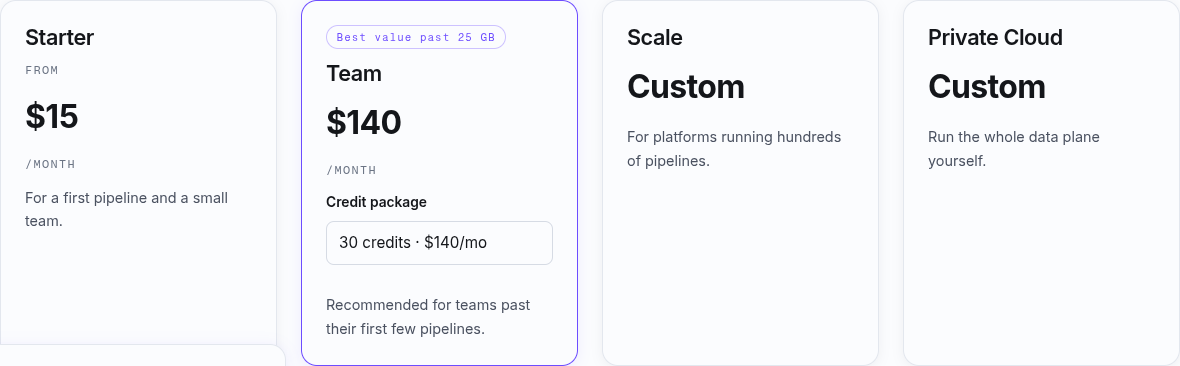 Starter
FROM
$15
/MONTH
For a first pipeline and a small
team.
Best value past 25 GB
Team
$140
/MONTH
Credit package
30 credits · $140/mo
Recommended for teams past
their first few pipelines.
Scale
Custom
For platforms running hundreds
of pipelines.
Private Cloud
Custom
Run the whole data plane
yourself.